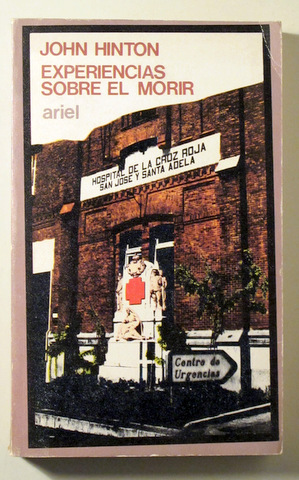 JOHN HINTON
EXPERIENCIAS
SOBRE EL MORIR
ariel
HOSPITAL DE LA CRUZ ROJA
SAN JOSE Y SANTA ADELA
Centro de
Urgencias